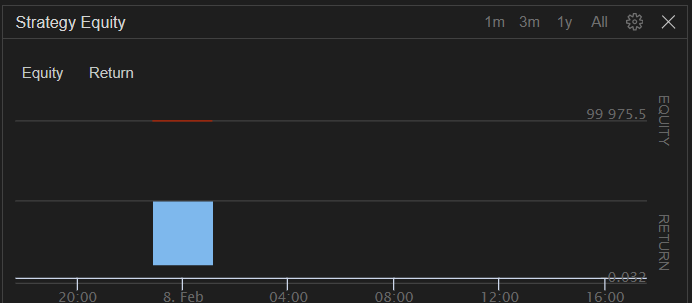 Strategy Equity 1m 3m 1y All
Equity Return
99 975.5
EQUITY
RETURN
-0.032
20:00 8. Feb 04:00 08:00 12:00 16:00